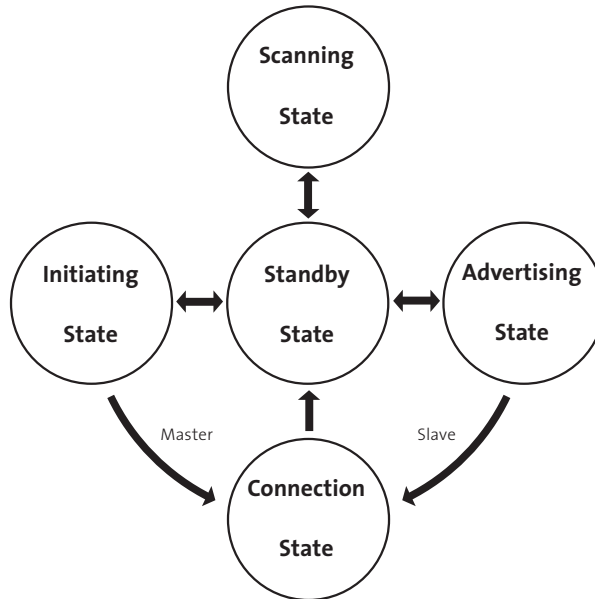 Scanning
State
Initiating
State
Standby
State
Advertising
State
Master
Slave
Connection
State